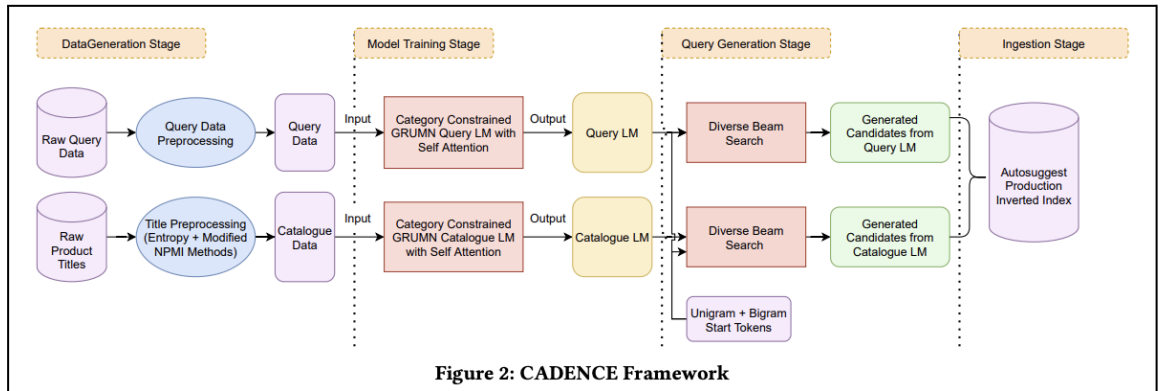 DataGeneration Stage
Model Training Stage
Query Generation Stage
Ingestion Stage
Raw Query
Data
Query Data
Preprocessing
Query
Data
Input
Category Constrained
GRUMN Query LM with
Self Attention
Output
Query LM
Diverse Beam
Search
Generated
Candidates from
Query LM
Autosuggest
Production
Inverted Index
Raw
Product
Titles
Title Preprocessing
(Entropy + Modified
NPMI Methods)
Catalogue
Data
Input
Category Constrained
GRUMN Catalogue LM
with Self Attention
Output
Catalogue LM
Diverse Beam
Search
Generated
Candidates from
Catalogue LM
Unigram + Bigram
Start Tokens
Figure 2: CADENCE Framework